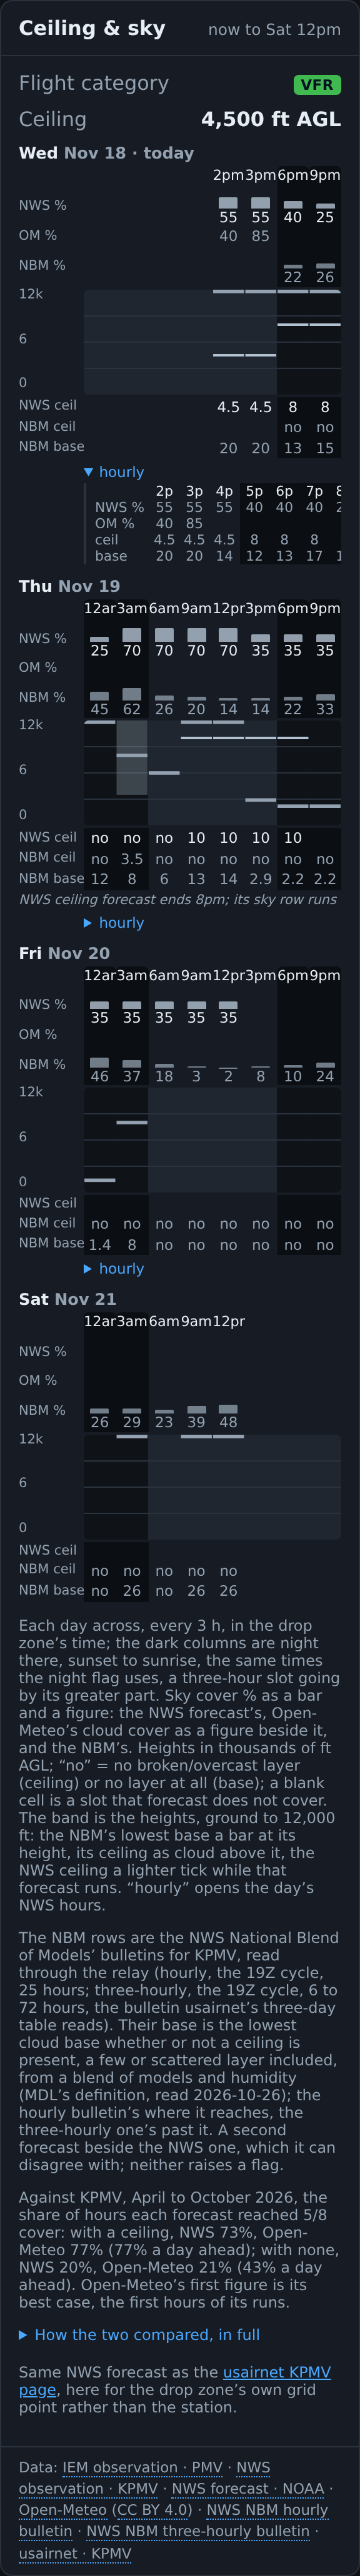 Ceiling & sky now to Sat 12pm
Flight category VFR
Ceiling 4,500 ft AGL
Wed Nov 18 · today
2pm 3pm 6pm 9pm
NWS % 55 55 40 25
OM % 40 85
NBM % 22 26
12k
6
0
NWS ceil 4.5 4.5 8 8
NBM ceil no no
NBM base 20 20 13 15
▼ hourly
2p 3p 4p 5p 6p 7p 8
NWS % 55 55 55 40 40 40 2
OM % 40 85
ceil 4.5 4.5 4.5 8 8 8
base 20 20 14 12 13 17 1
Thu Nov 19
12ar 3am 6am 9am 12pr 3pm 6pm 9pm
NWS % 25 70 70 70 70 35 35 35
OM %
NBM % 45 62 26 20 14 14 22 33
12k
6
0
NWS ceil no no no 10 10 10 10
NBM ceil no 3.5 no no no no no no
NBM base 12 8 6 13 14 2.9 2.2 2.2
NWS ceiling forecast ends 8pm; its sky row runs
▶ hourly
Fri Nov 20
12ar 3am 6am 9am 12pr 3pm 6pm 9pm
NWS % 35 35 35 35 35
OM %
NBM % 46 37 18 3 2 8 10 24
12k
6
0
NWS ceil
NBM ceil no no no no no no no no
NBM base 1.4 8 no no no no no no
▶ hourly
Sat Nov 21
12ar 3am 6am 9am 12pr
NWS %
OM %
NBM % 26 29 23 39 48
12k
6
0
NWS ceil
NBM ceil no no no no no
NBM base no 26 no 26 26
Each day across, every 3 h, in the drop
zone’s time; the dark columns are night
there, sunset to sunrise, the same times
the night flag uses, a three-hour slot going
by its greater part. Sky cover % as a bar
and a figure: the NWS forecast’s, Open-
Meteo’s cloud cover as a figure beside it,
and the NBM’s. Heights in thousands of ft
AGL; “no” = no broken/overcast layer
(ceiling) or no layer at all (base); a blank
cell is a slot that forecast does not cover.
The band is the heights, ground to 12,000
ft: the NBM’s lowest base a bar at its
height, its ceiling as cloud above it, the
NWS ceiling a lighter tick while that
forecast runs. “hourly” opens the day’s
NWS hours.
The NBM rows are the NWS National Blend
of Models’ bulletins for KPMV, read
through the relay (hourly, the 19Z cycle,
25 hours; three-hourly, the 19Z cycle, 6 to
72 hours, the bulletin usairnet’s three-day
table reads). Their base is the lowest
cloud base whether or not a ceiling is
present, a few or scattered layer included,
from a blend of models and humidity
(MDL’s definition, read 2026-10-26); the
hourly bulletin’s where it reaches, the
three-hourly one’s past it. A second
forecast beside the NWS one, which it can
disagree with; neither raises a flag.
Against KPMV, April to October 2026, the
share of hours each forecast reached 5/8
cover: with a ceiling, NWS 73%, Open-
Meteo 77% (77% a day ahead); with none,
NWS 20%, Open-Meteo 21% (43% a day
ahead). Open-Meteo’s first figure is its
best case, the first hours of its runs.
▶ How the two compared, in full
Same NWS forecast as the usairnet KPMV
page, here for the drop zone’s own grid
point rather than the station.
Data: IEM observation · PMV · NWS
observation · KPMV · NWS forecast · NOAA ·
Open-Meteo (CC BY 4.0) · NWS NBM hourly
bulletin · NWS NBM three-hourly bulletin ·
usairnet · KPMV